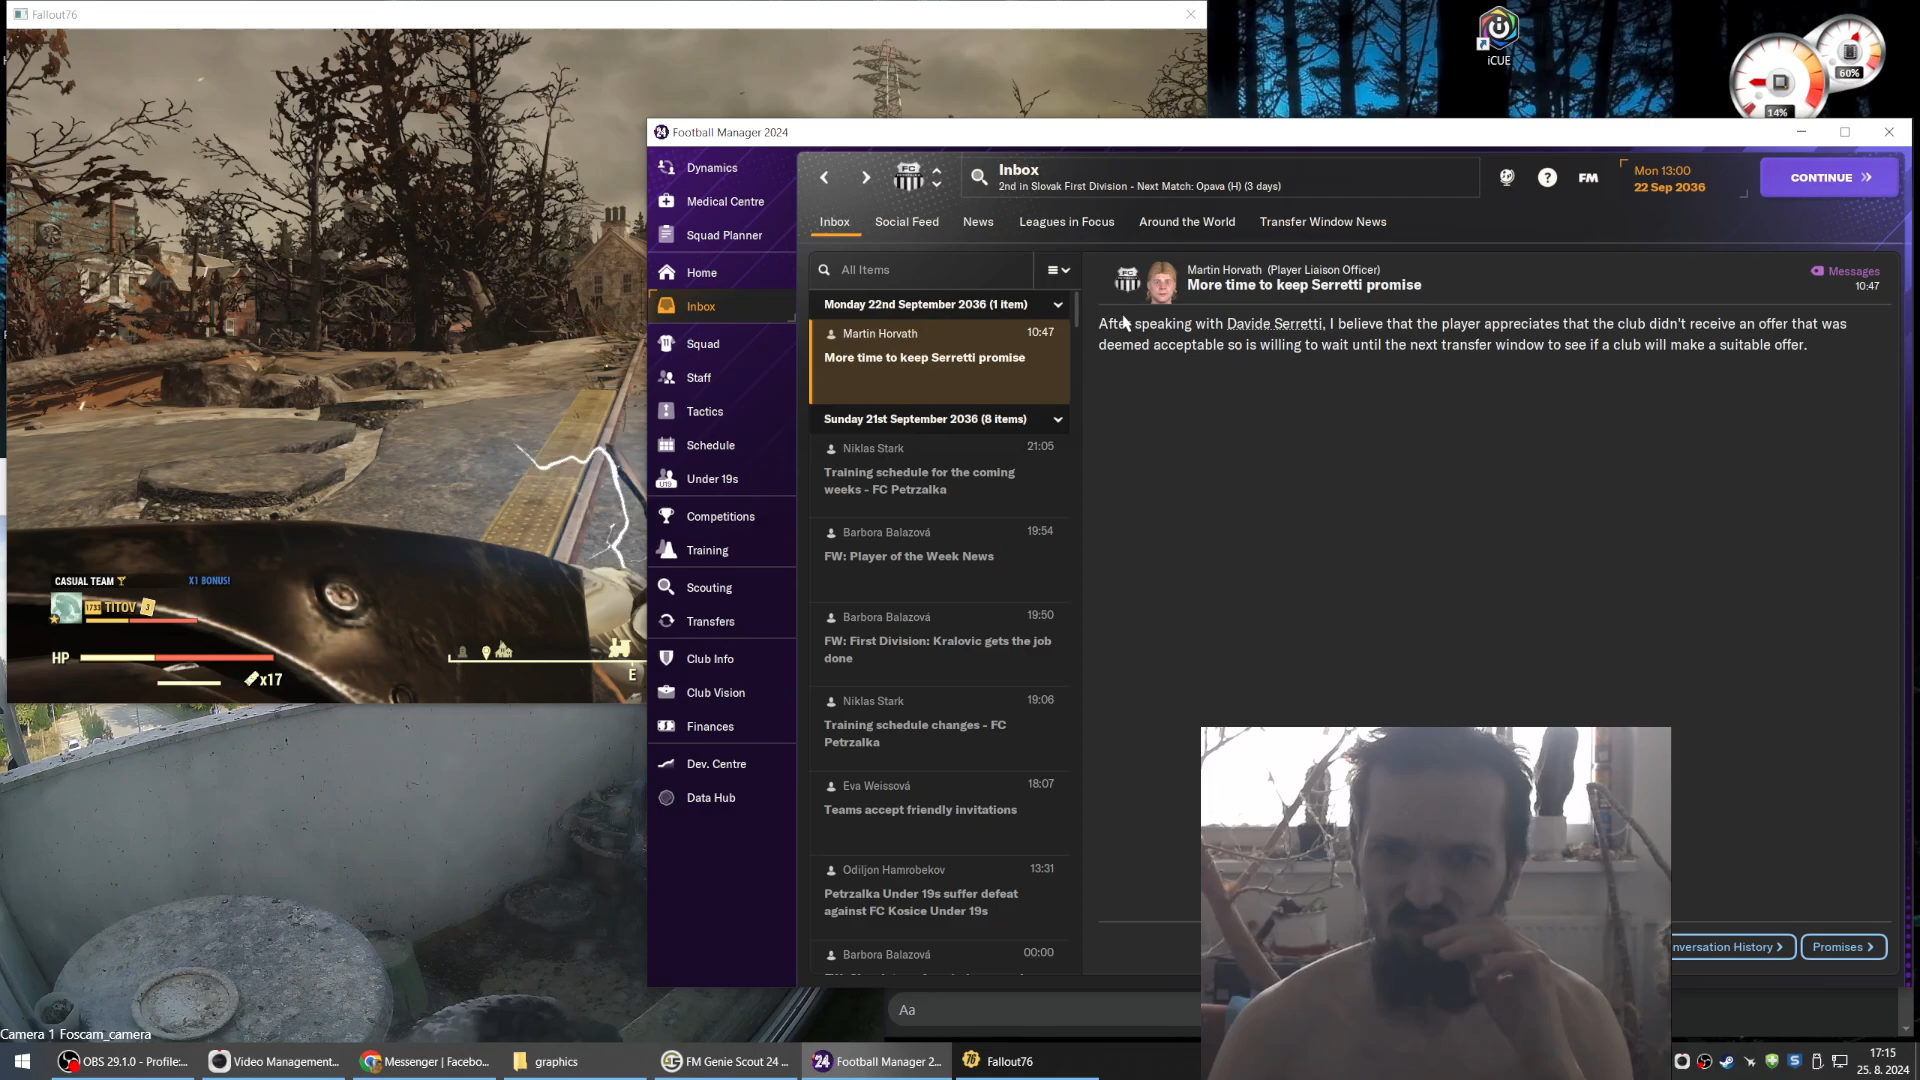 Fallout76
iCUE
60%
14%
CASUAL TEAM
X1 BONUS!
1733 TITOV 3
HP
x17
E
Camera 1 Foscam_camera
24 Football Manager 2024
Dynamics
Medical Centre
Squad Planner
Home
Inbox
Squad
Staff
Tactics
Schedule
U19
Under 19s
Competitions
Training
Scouting
Transfers
Club Info
Club Vision
Finances
Dev. Centre
Data Hub
FC
Inbox
2nd in Slovak First Division - Next Match: Opava (H) (3 days)
FM
Mon 13:00
22 Sep 2036
CONTINUE
Inbox
Social Feed
News
Leagues in Focus
Around the World
Transfer Window News
All Items
Monday 22nd September 2036 (1 item)
Martin Horvath 10:47
More time to keep Serretti promise
Sunday 21st September 2036 (8 items)
Niklas Stark 21:05
Training schedule for the coming
weeks - FC Petrzalka
Barbora Balazová 19:54
FW: Player of the Week News
Barbora Balazová 19:50
FW: First Division: Kralovic gets the job
done
Niklas Stark 19:06
Training schedule changes - FC
Petrzalka
Eva Weissová 18:07
Teams accept friendly invitations
Odiljon Hamrobekov 13:31
Petrzalka Under 19s suffer defeat
against FC Kosice Under 19s
Barbora Balazová 00:00
Martin Horvath (Player Liaison Officer)
More time to keep Serretti promise
Messages
10:47
After speaking with Davide Serretti, I believe that the player appreciates that the club didn't receive an offer that was
deemed acceptable so is willing to wait until the next transfer window to see if a club will make a suitable offer.
nversation History >
Promises >
Aa
OBS 29.1.0 - Profile:...
Video Management...
Messenger | Facebo...
graphics
FM Genie Scout 24 ...
24 Football Manager 2...
76 Fallout76
17:15
25. 8. 2024